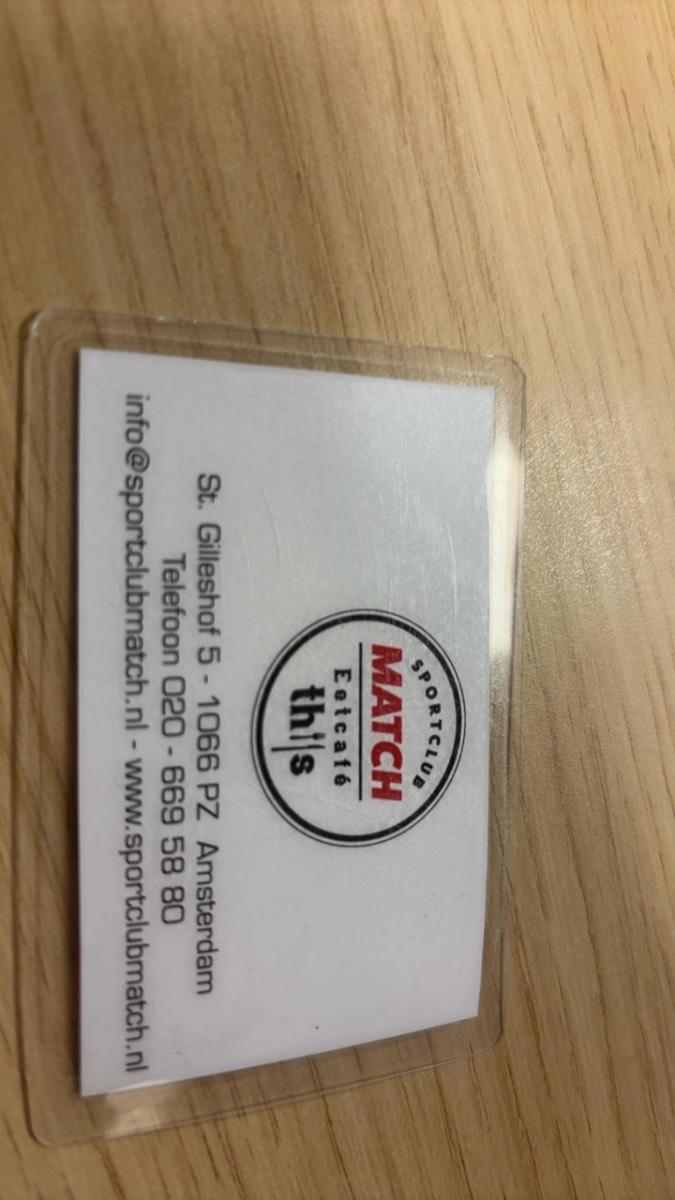 SPORTCLUB
MATCH
Eetcafé
thijs
St. Gilleshof 5 - 1066 PZ Amsterdam
Telefoon 020 - 669 58 80
info@sportclubmatch.nl - www.sportclubmatch.nl